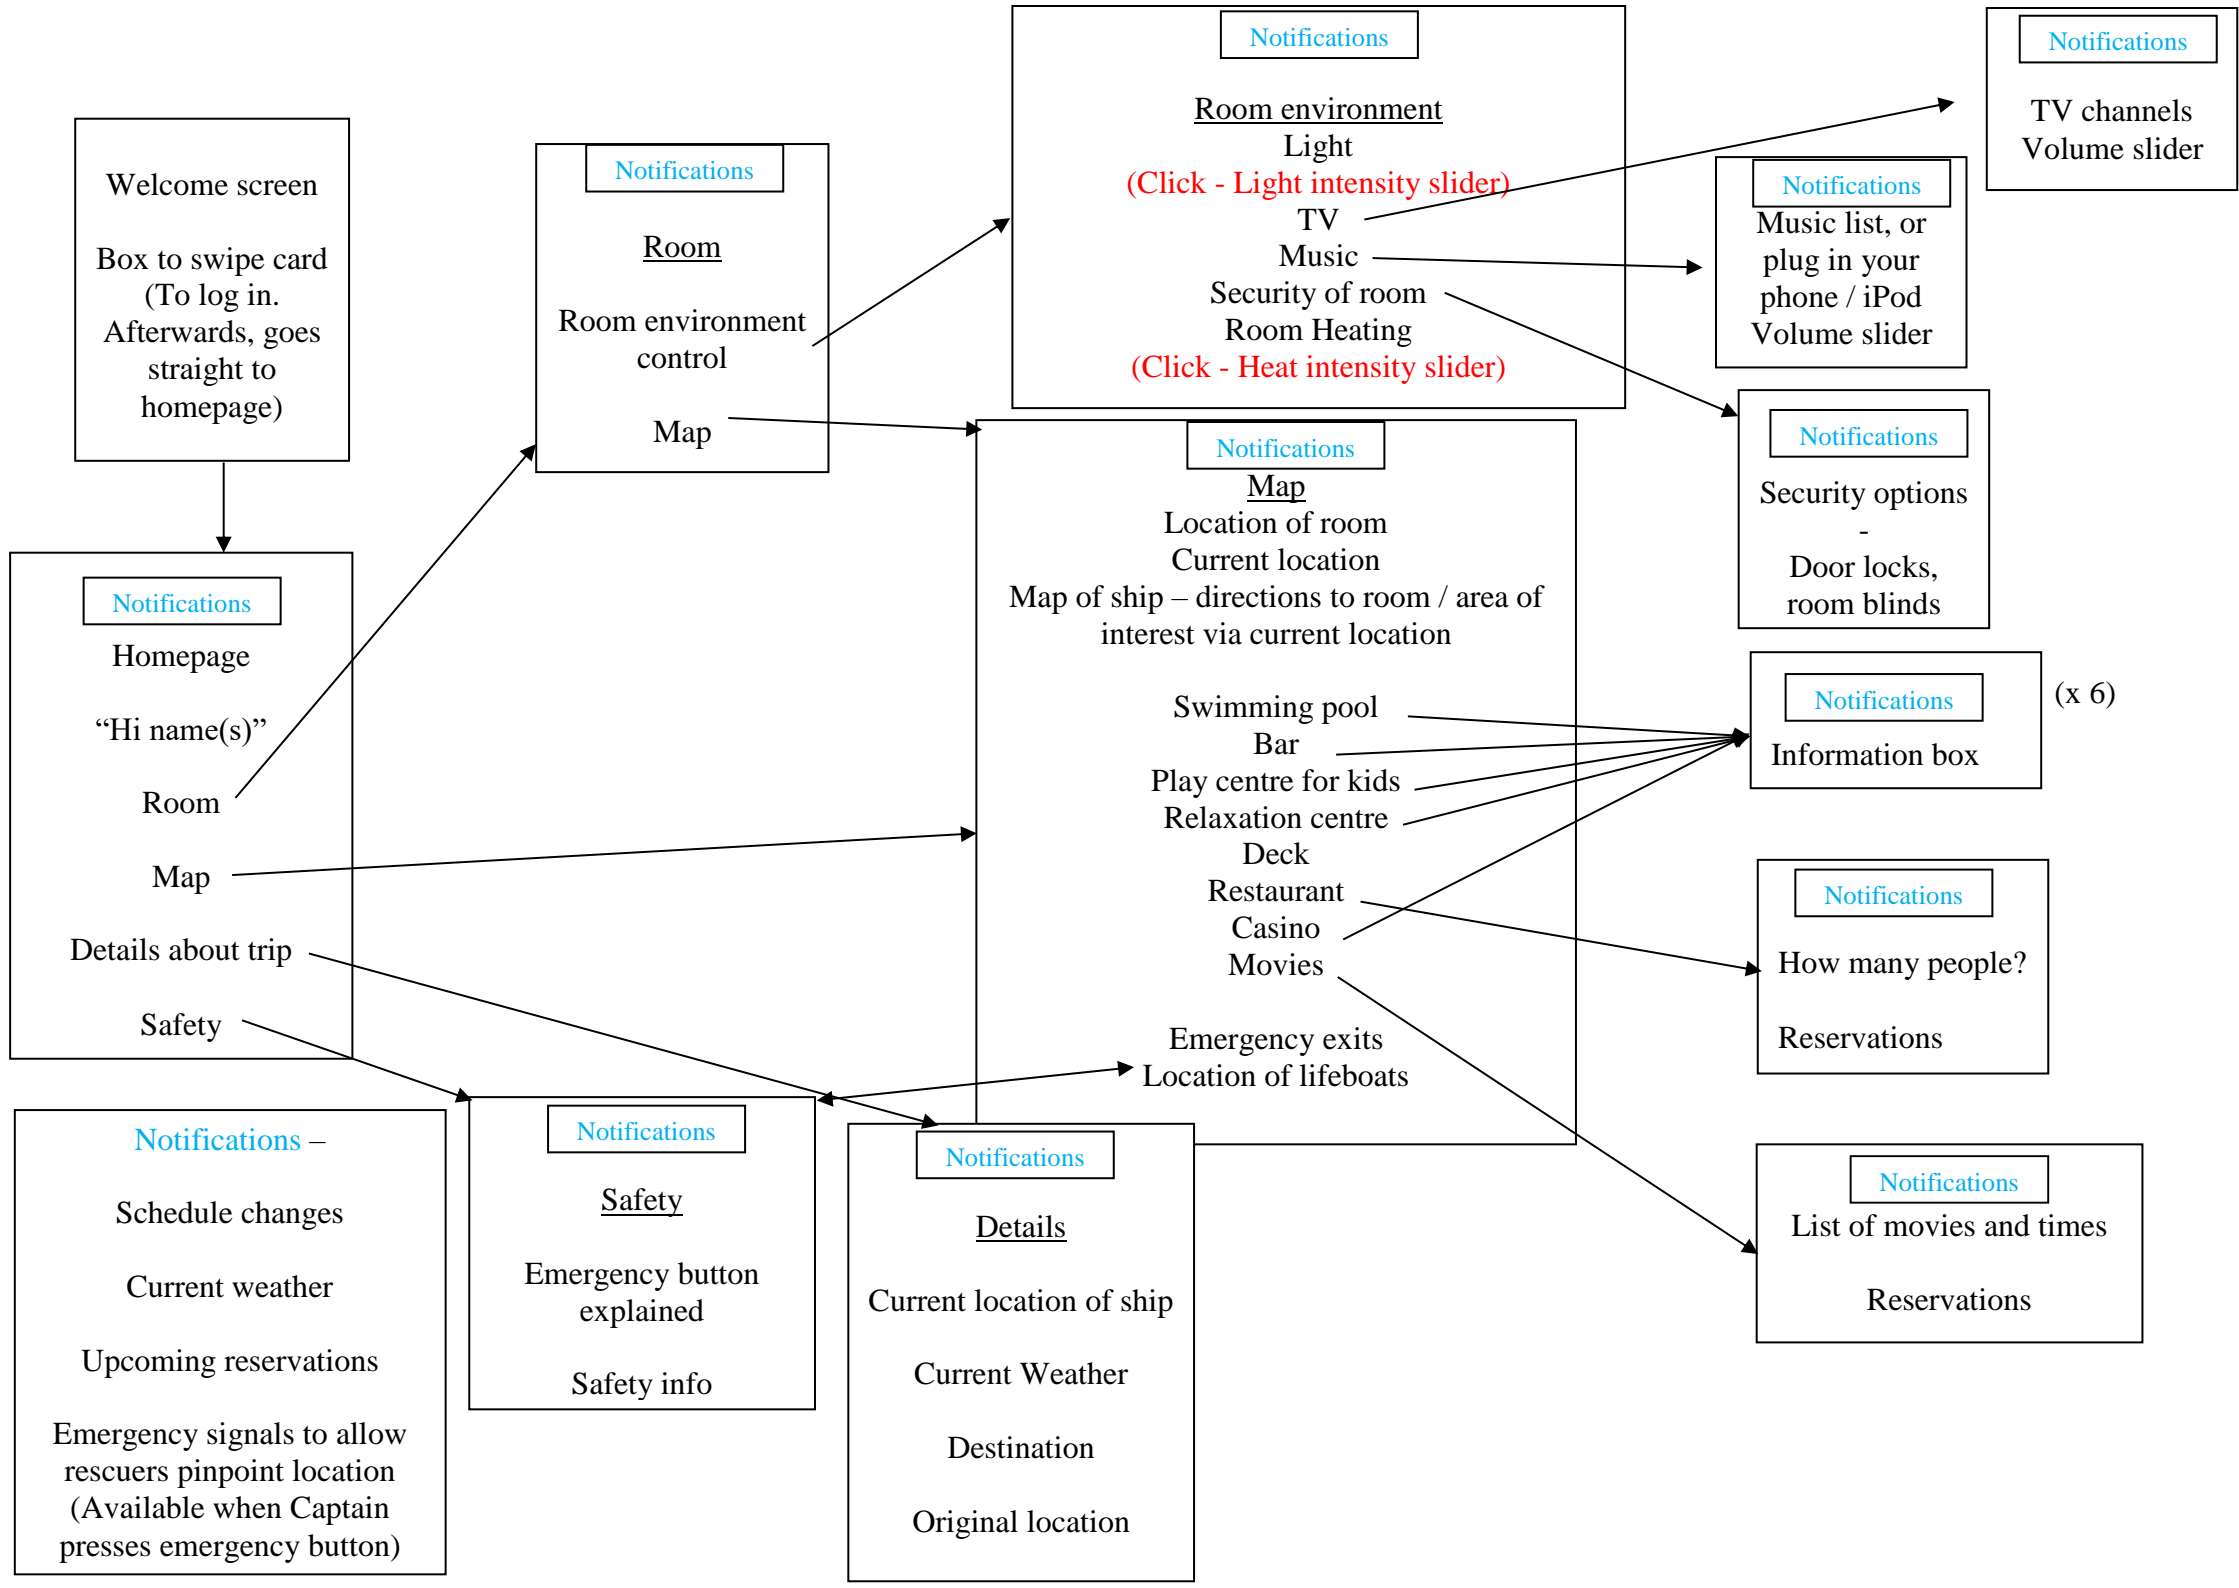 Welcome screen
Box to swipe card
(To log in.
Afterwards, goes
straight to
homepage)
Notifications
Homepage
“Hi name(s)”
Room
Map
Details about trip
Safety
Notifications –
Schedule changes
Current weather
Upcoming reservations
Emergency signals to allow
rescuers pinpoint location
(Available when Captain
presses emergency button)
Notifications
Room
Room environment
control
Map
Notifications
Safety
Emergency button
explained
Safety info
Notifications
Details
Current location of ship
Current Weather
Destination
Original location
Notifications
Room environment
Light
(Click - Light intensity slider)
TV
Music
Security of room
Room Heating
(Click - Heat intensity slider)
Notifications
Map
Location of room
Current location
Map of ship – directions to room / area of
interest via current location
Swimming pool
Bar
Play centre for kids
Relaxation centre
Deck
Restaurant
Casino
Movies
Emergency exits
Location of lifeboats
Notifications
TV channels
Volume slider
Notifications
Music list, or
plug in your
phone / iPod
Volume slider
Notifications
Security options
-
Door locks,
room blinds
Notifications
Information box
(x 6)
Notifications
How many people?
Reservations
Notifications
List of movies and times
Reservations